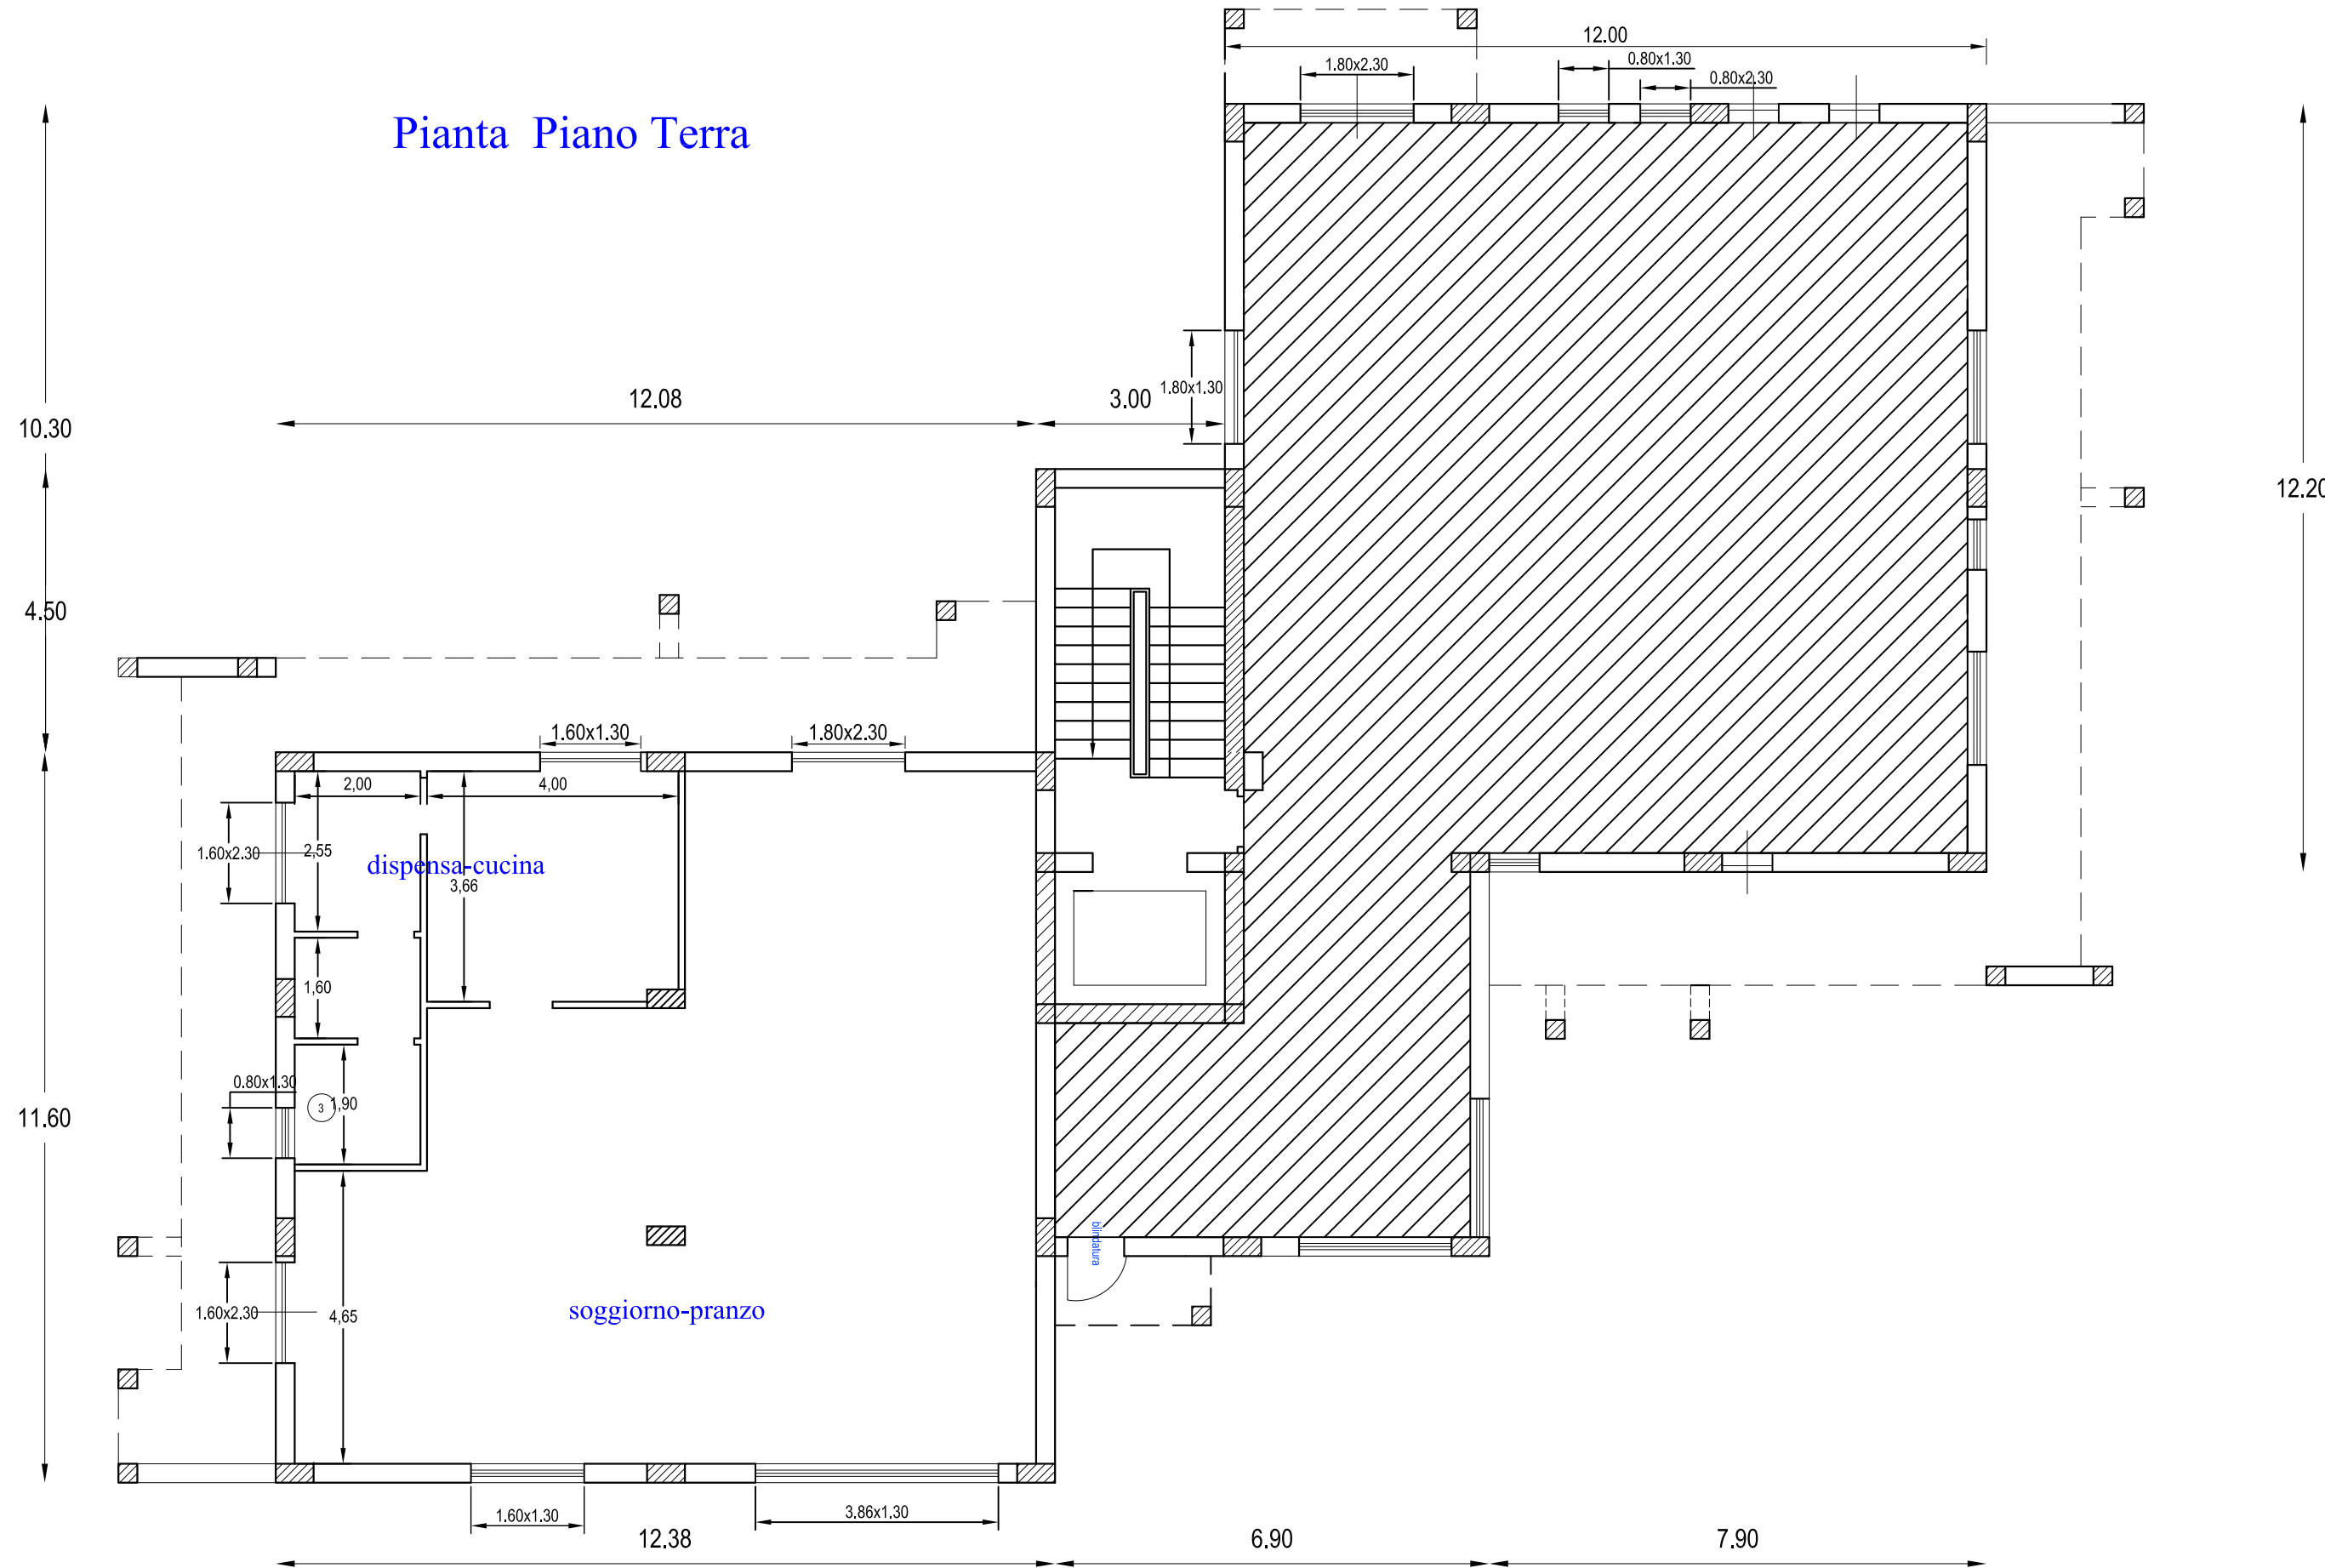 12.00
1.80x2.30
0.80x1.30
0.80x2.30
Pianta Piano Terra
12.08
3.00
1.80x1.30
10.30
12.20
4.50
1.60x1.30
1.80x2.30
2,00
4,00
1.60x2.30
2,55
dispensa-cucina
3,66
1,60
0.80x1.30
3
1,90
11.60
blindatura
1.60x2.30
4,65
soggiorno-pranzo
1.60x1.30
3.86x1.30
12.38
6.90
7.90